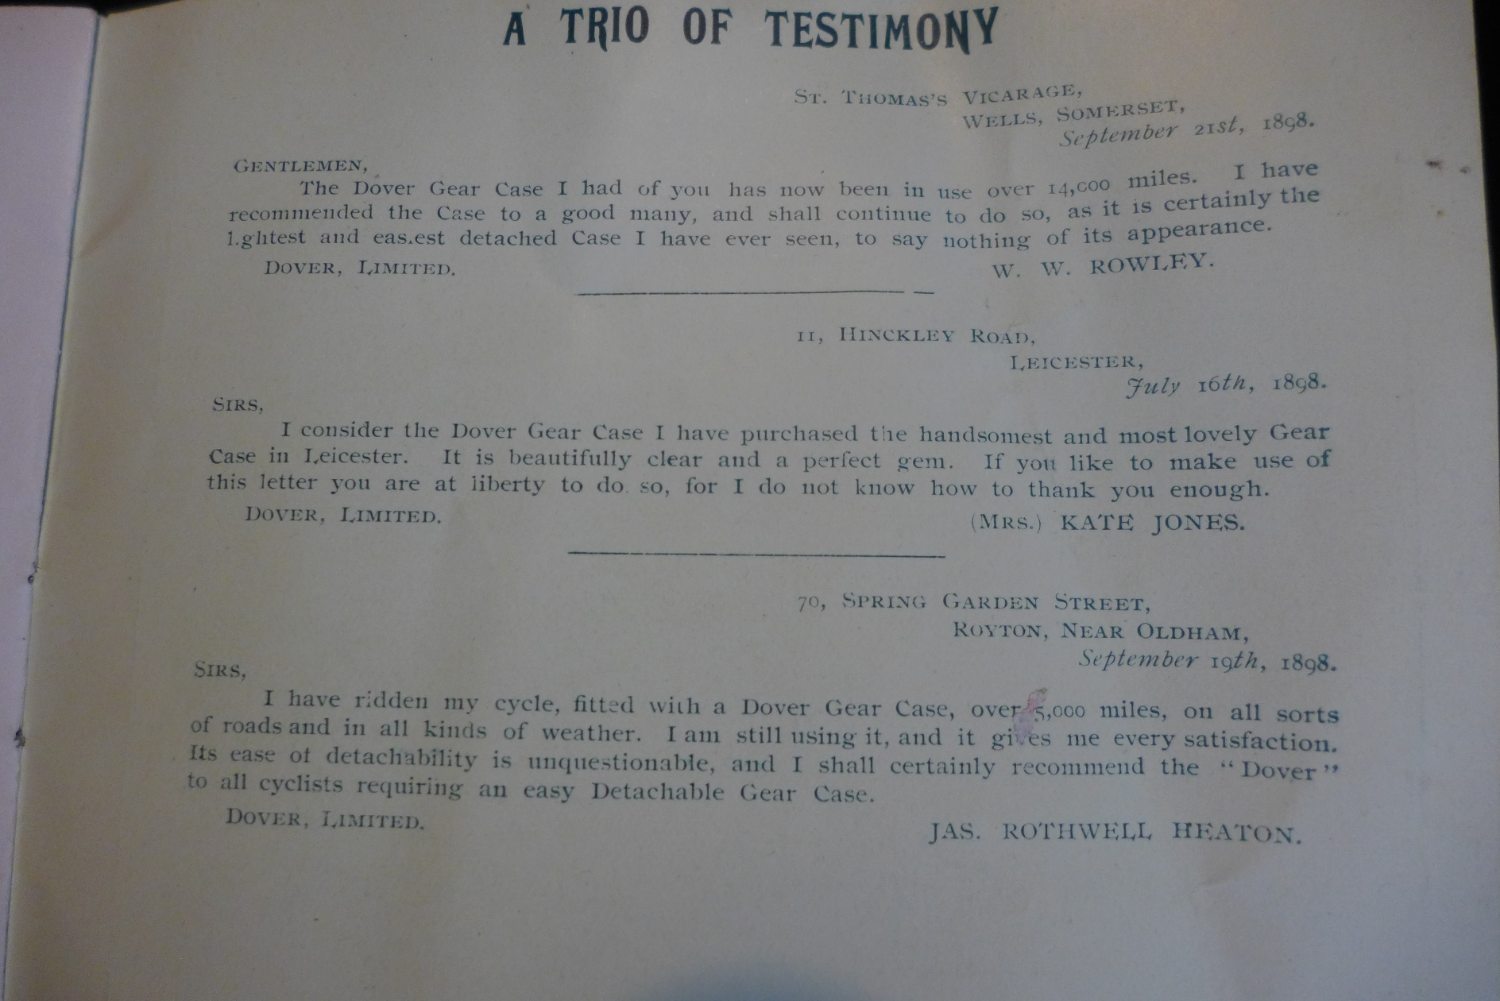 A TRIO OF TESTIMONY
ST. THOMAS'S VICARAGE,
WELLS, SOMERSET,
September 21st, 1898.
GENTLEMEN,
The Dover Gear Case I had of you has now been in use over 14,000 miles. I have
recommended the Case to a good many, and shall continue to do so, as it is certainly the
l.ghtest and eas.est detached Case I have ever seen, to say nothing of its appearance.
DOVER, LIMITED.
W. W. ROWLEY.
11, HINCKLEY ROAD,
LEICESTER,
July 16th, 1898.
SIRS,
I consider the Dover Gear Case I have purchased the handsomest and most lovely Gear
Case in Leicester. It is beautifully clear and a perfect gem. If you like to make use of
this letter you are at liberty to do so, for I do not know how to thank you enough.
DOVER, LIMITED.
(MRS.) KATE JONES.
70, SPRING GARDEN STREET,
ROYTON, NEAR OLDHAM,
September 19th, 1898.
SIRS,
I have ridden my cycle, fitted with a Dover Gear Case, over 5,000 miles, on all sorts
of roads and in all kinds of weather. I am still using it, and it gives me every satisfaction.
Its ease of detachability is unquestionable, and I shall certainly recommend the “Dover”
to all cyclists requiring an easy Detachable Gear Case.
DOVER, LIMITED.
JAS. ROTHWELL HEATON.